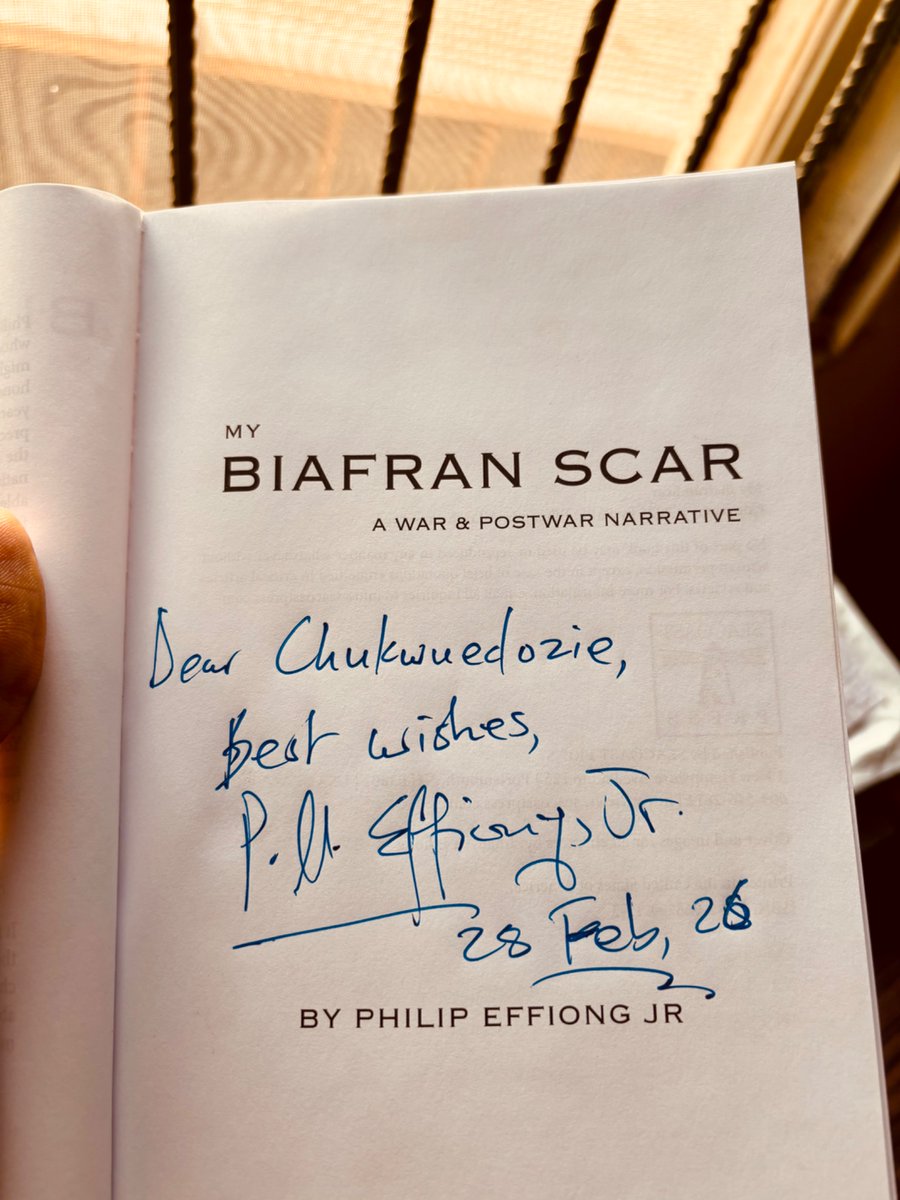 MY
BIAFRAN SCAR
A WAR & POSTWAR NARRATIVE
Dear Chukwuedozie,
Best wishes,
P. U. Effiong, Jr.
28 Feb, 26
BY PHILIP EFFIONG JR